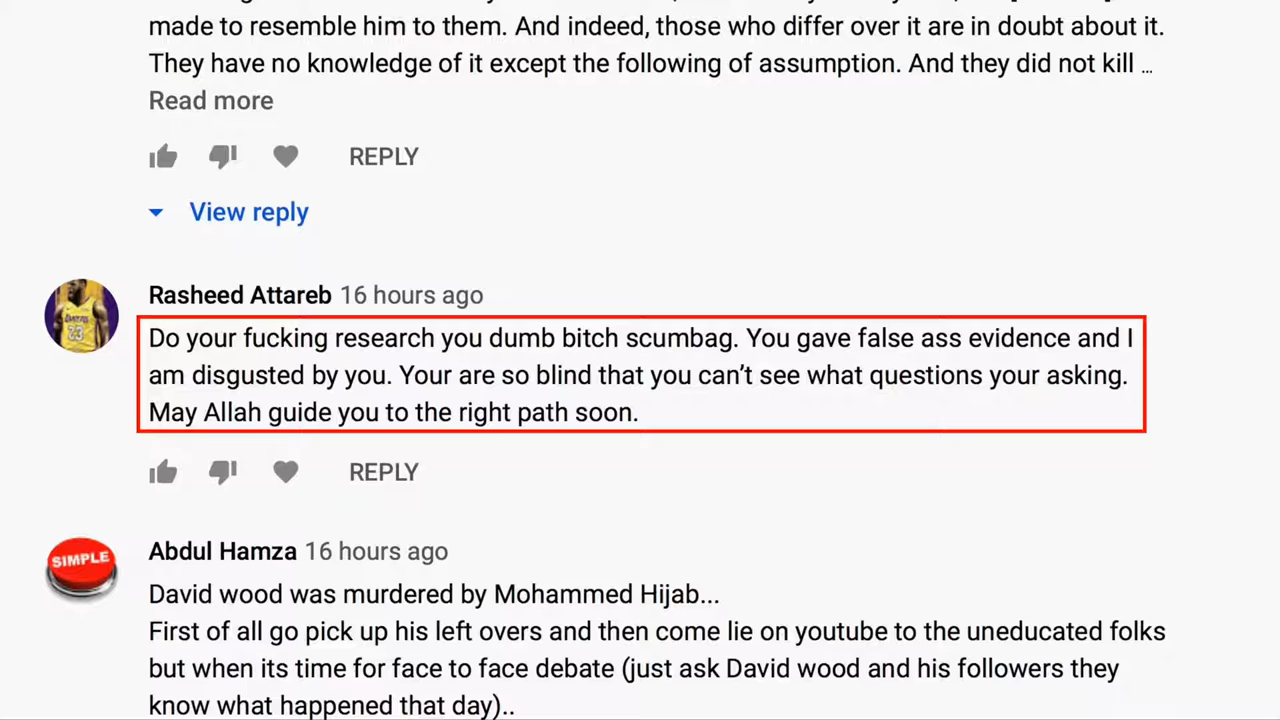 made to resemble him to them. And indeed, those who differ over it are in doubt about it.
They have no knowledge of it except the following of assumption. And they did not kill ...
Read more
REPLY
View reply
Rasheed Attareb 16 hours ago
Do your fucking research you dumb bitch scumbag. You gave false ass evidence and I
am disgusted by you. Your are so blind that you can’t see what questions your asking.
May Allah guide you to the right path soon.
REPLY
SIMPLE
Abdul Hamza 16 hours ago
David wood was murdered by Mohammed Hijab...
First of all go pick up his left overs and then come lie on youtube to the uneducated folks
but when its time for face to face debate (just ask David wood and his followers they
know what happened that day)..